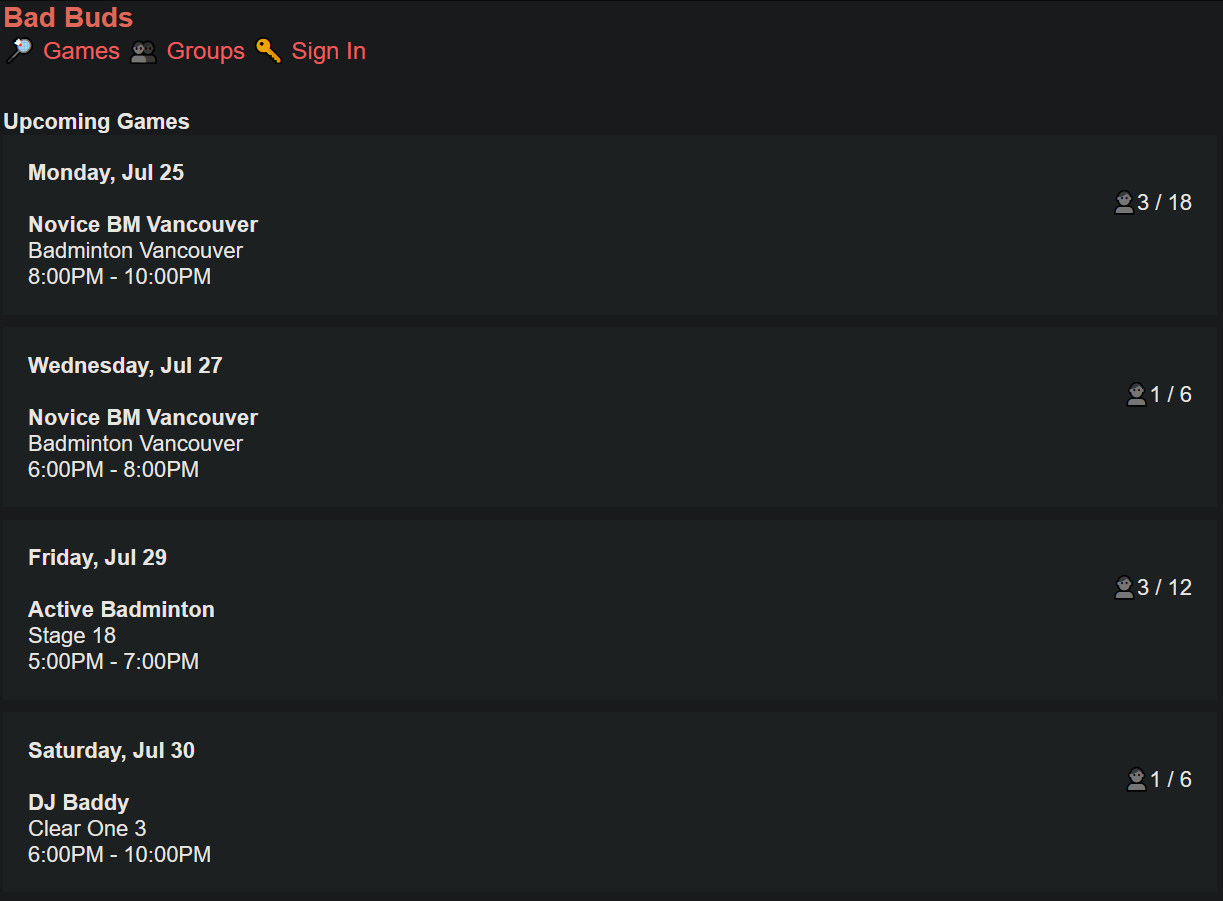 Bad Buds
Games Groups Sign In
Upcoming Games
Monday, Jul 25
3 / 18
Novice BM Vancouver
Badminton Vancouver
8:00PM - 10:00PM
Wednesday, Jul 27
1 / 6
Novice BM Vancouver
Badminton Vancouver
6:00PM - 8:00PM
Friday, Jul 29
3 / 12
Active Badminton
Stage 18
5:00PM - 7:00PM
Saturday, Jul 30
1 / 6
DJ Baddy
Clear One 3
6:00PM - 10:00PM